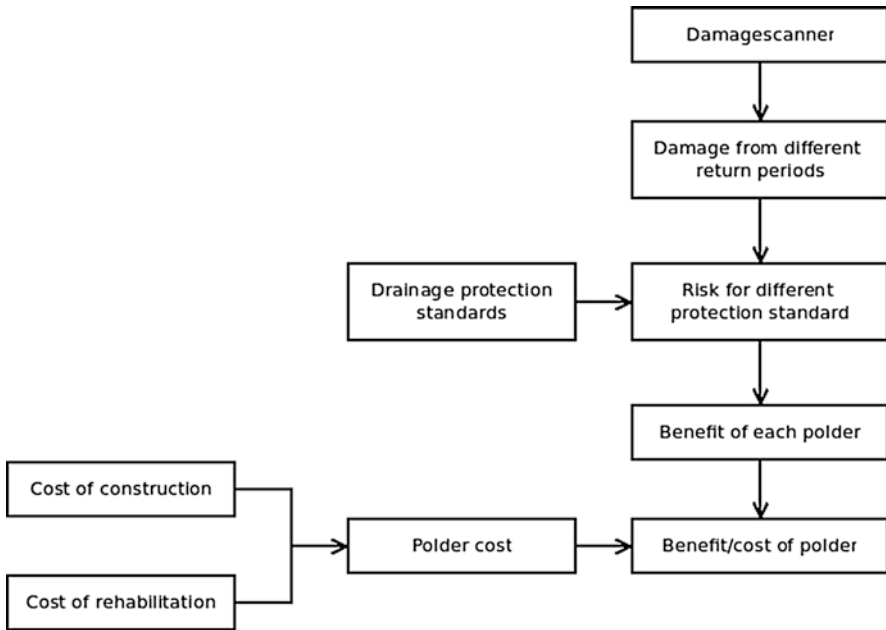 Damagescanner
Damage from different
return periods
Drainage protection
standards
Risk for different
protection standard
Benefit of each polder
Cost of construction
Polder cost
Benefit/cost of polder
Cost of rehabilitation